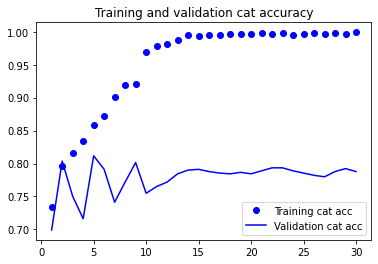 Training and validation cat accuracy
1.00
0.95
0.90
0.85
0.80
0.75
0.70
Training cat acc
Validation cat acc
0 5 10 15 20 25 30